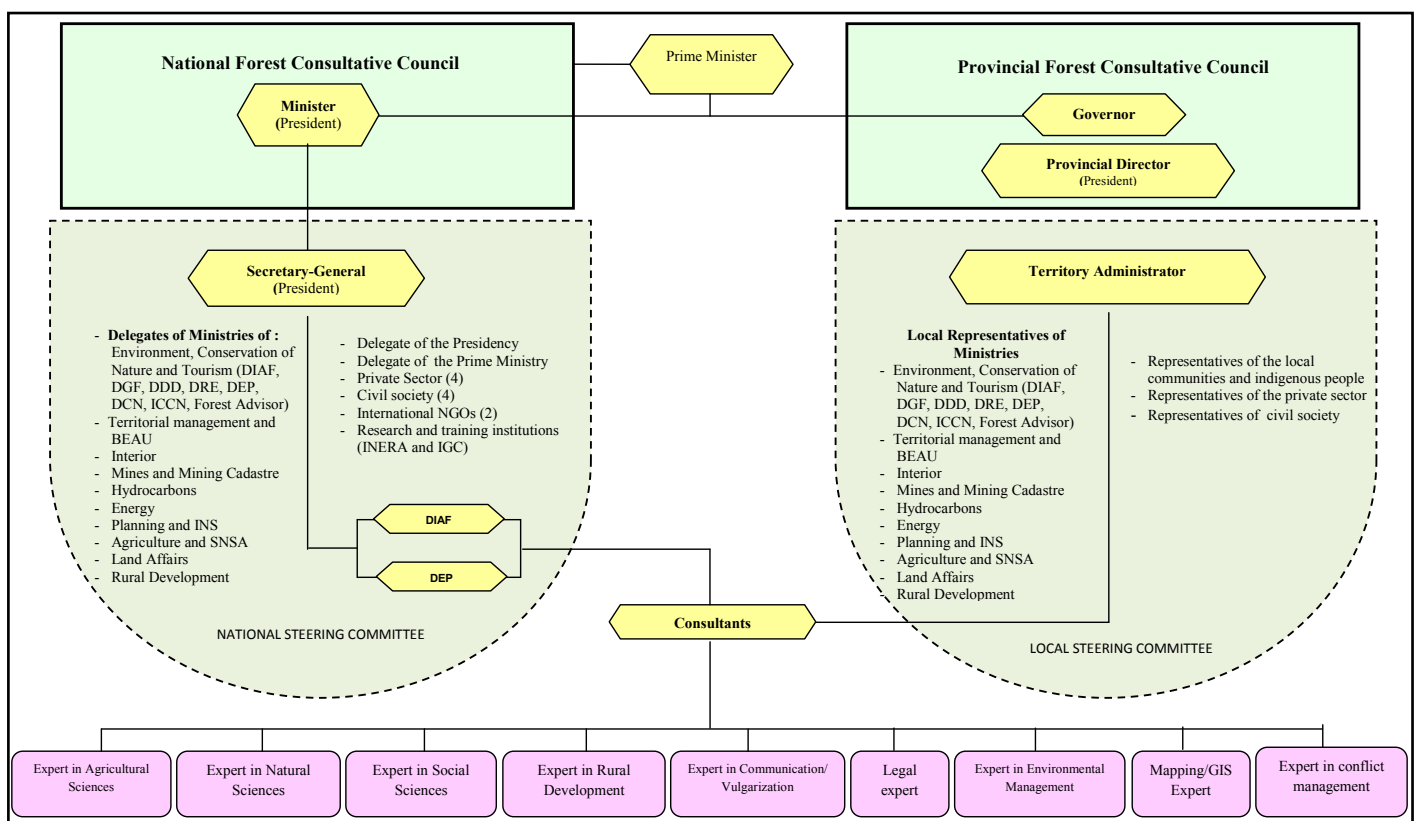 National Forest Consultative Council
Minister
(President)
Prime Minister
Provincial Forest Consultative Council
Governor
Provincial Director
(President)
Secretary-General
(President)
- Delegates of Ministries of :
Environment, Conservation of
Nature and Tourism (DIAF,
DGF, DDD, DRE, DEP,
DCN, ICCN, Forest Advisor)
- Territorial management and
BEAU
- Interior
- Mines and Mining Cadastre
- Hydrocarbons
- Energy
- Planning and INS
- Agriculture and SNSA
- Land Affairs
- Rural Development
- Delegate of the Presidency
- Delegate of the Prime Ministry
- Private Sector (4)
- Civil society (4)
- International NGOs (2)
- Research and training institutions
(INERA and IGC)
DIAF
DEP
NATIONAL STEERING COMMITTEE
Territory Administrator
Local Representatives of
Ministries
- Environment, Conservation of
Nature and Tourism (DIAF,
DGF, DDD, DRE, DEP,
DCN, ICCN, Forest Advisor)
- Territorial management and
BEAU
- Interior
- Mines and Mining Cadastre
- Hydrocarbons
- Energy
- Planning and INS
- Agriculture and SNSA
- Land Affairs
- Rural Development
- Representatives of the local
communities and indigenous people
- Representatives of the private sector
- Representatives of civil society
LOCAL STEERING COMMITTEE
Consultants
Expert in Agricultural
Sciences
Expert in Natural
Sciences
Expert in Social
Sciences
Expert in Rural
Development
Expert in Communication/
Vulgarization
Legal
expert
Expert in Environmental
Management
Mapping/GIS
Expert
Expert in conflict
management